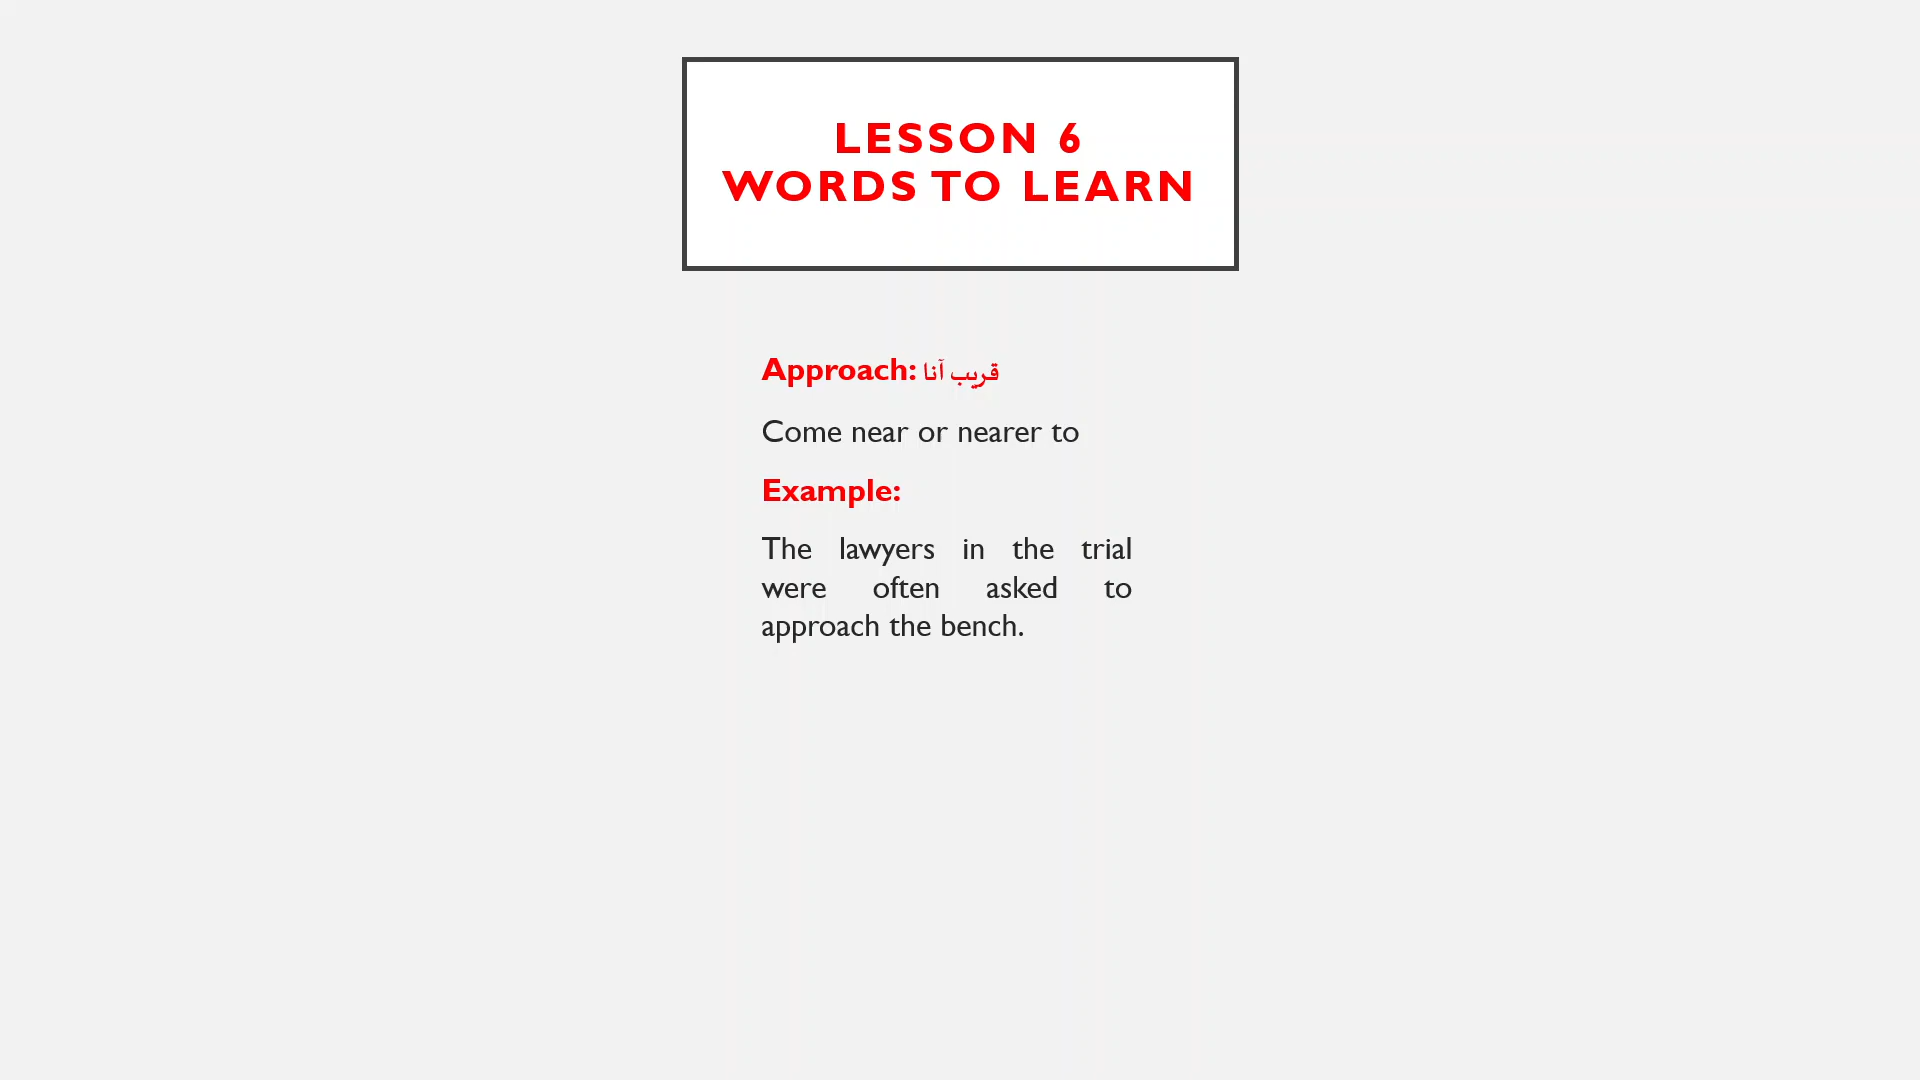 LESSON 6
WORDS TO LEARN
Approach: قریب آنا
Come near or nearer to
Example:
The lawyers in the trial
were often asked to
approach the bench.